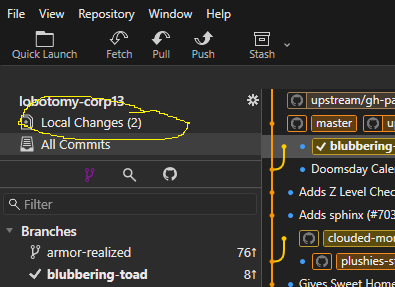 File View Repository Window Help
Quick Launch Fetch Pull Push Stash
lobotomy-corp13
Local Changes (2)
All Commits
Filter
Branches
armor-realized 76↑
blubbering-toad 8↑
upstream/gh-pa
master u
blubbering-
Doomsday Cale
Adds Z Level Chec
Adds sphinx (#703
clouded-mo
plushies-s
Gives Sweet Home